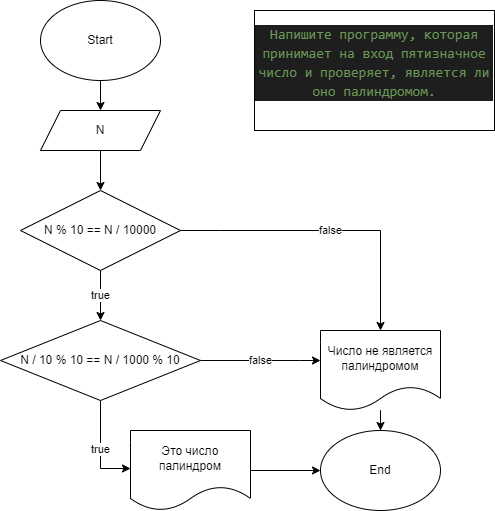 Start
Напишите программу, которая
принимает на вход пятизначное
число и проверяет, является ли
оно палиндромом.
N
N % 10 == N / 10000
false
true
N / 10 % 10 == N / 1000 % 10
false
Число не является
палиндромом
true
Это число
палиндром
End